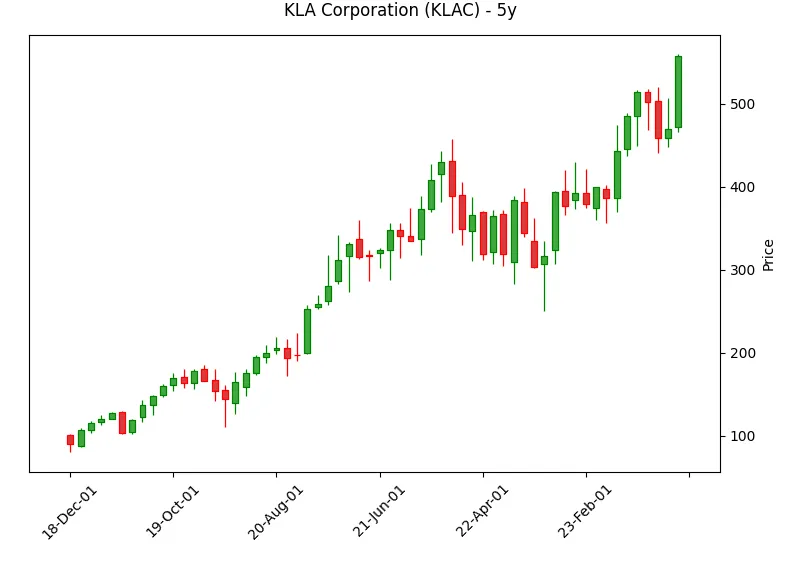 KLA Corporation (KLAC) - 5y
500
400
300
200
100
Price
18-Dec-01
19-Oct-01
20-Aug-01
21-Jun-01
22-Apr-01
23-Feb-01